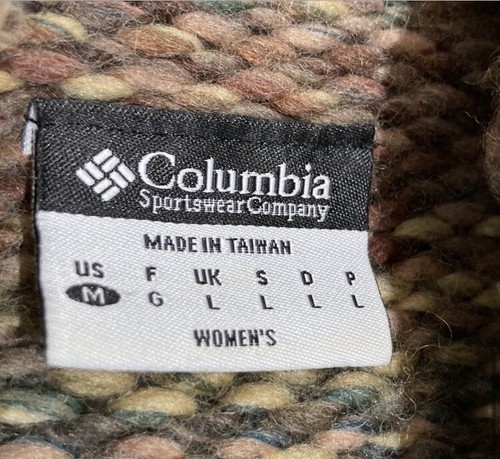 Columbia
Sportswear Company
MADE IN TAIWAN
US F UK S D P
M G L L L L
WOMEN'S